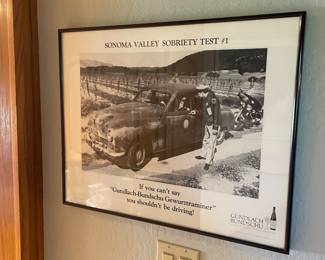 SONOMA VALLEY SOBRIETY TEST #1
If you can't say
"Gundlach-Bundschu Gewurztraminer"
you shouldn't be driving!
GUNDLACH
BUNDSCHU